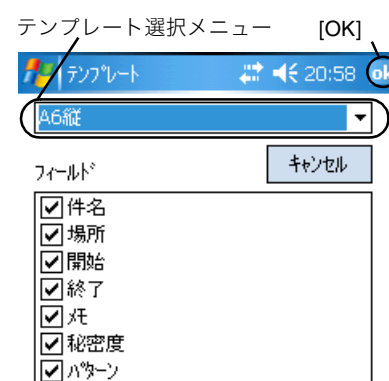 テンプレート選択メニュー [OK]
ﾃﾝﾌﾟﾚｰﾄ 20:58 ok
A6縦
ﾌｨｰﾙﾄﾞ ｷｬﾝｾﾙ
件名
場所
開始
終了
ﾒﾓ
秘密度
ﾊﾟﾀｰﾝ